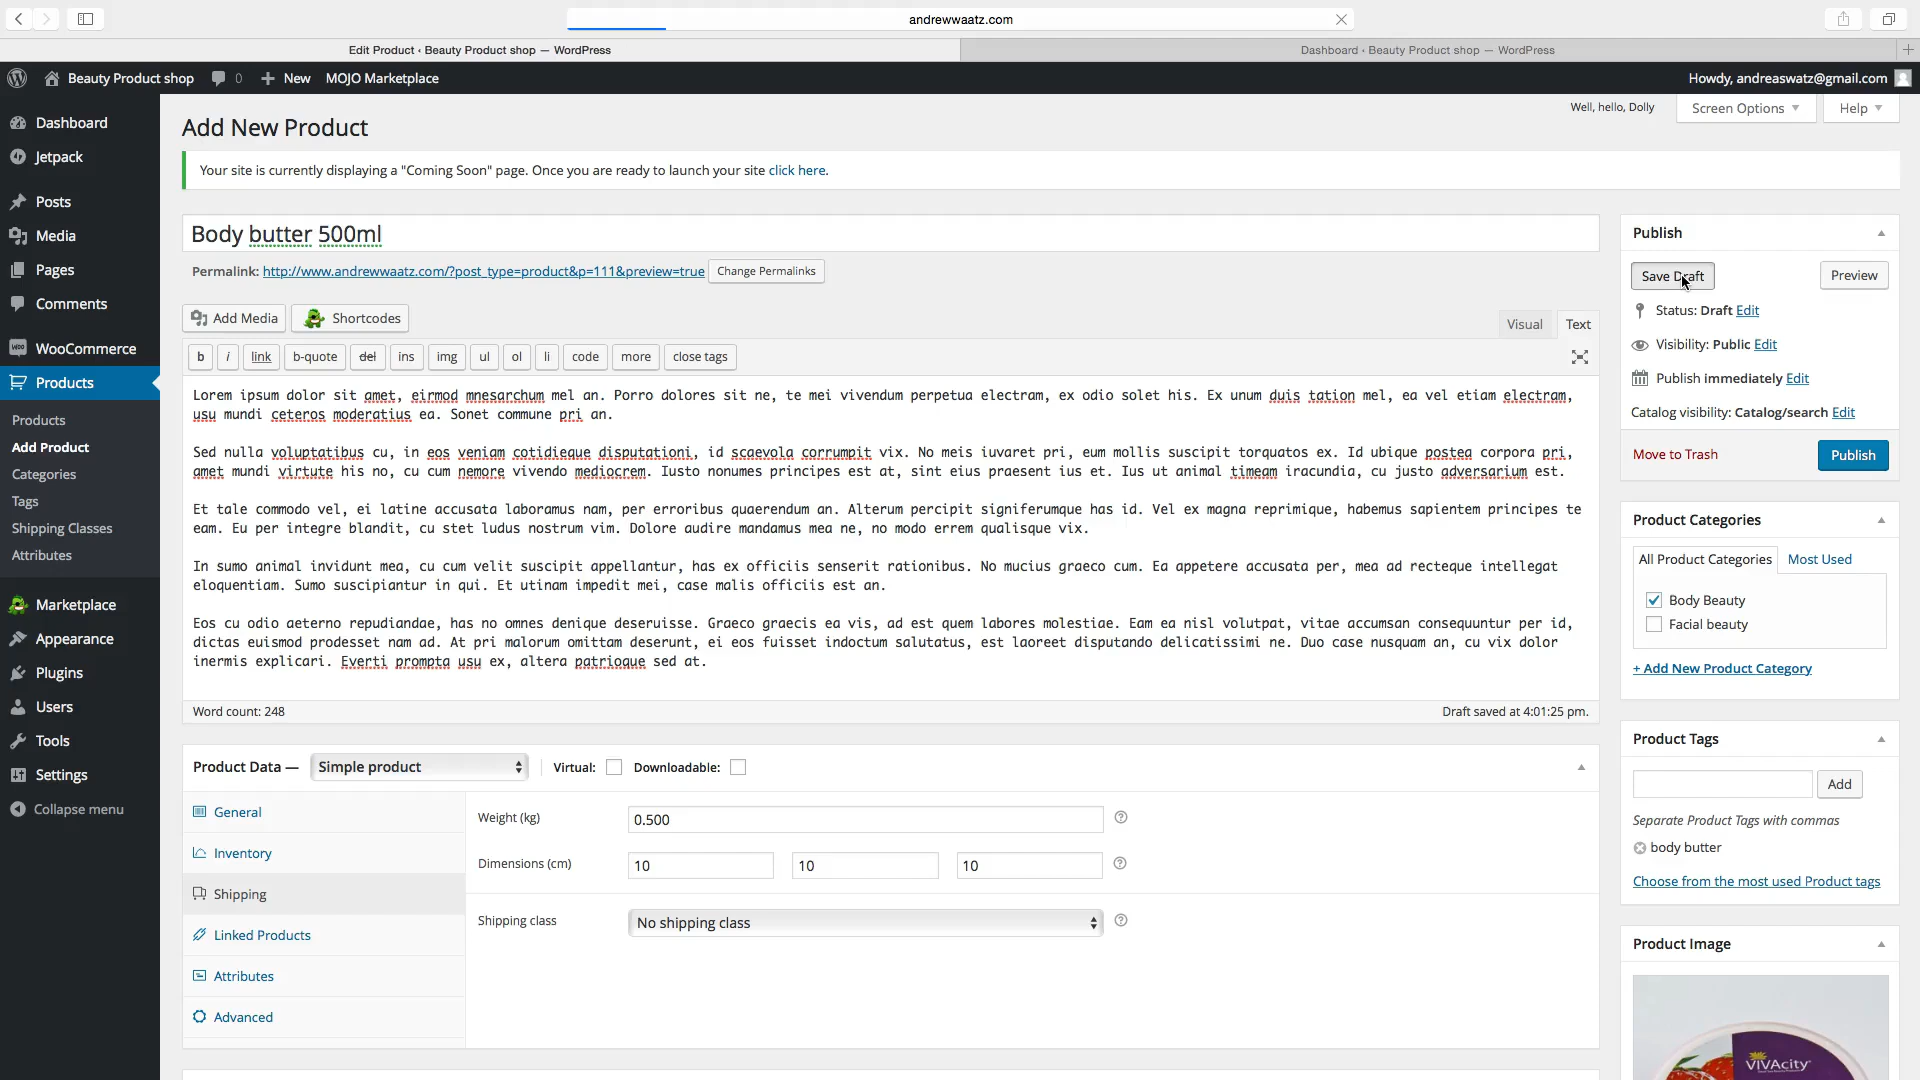 andrewwaatz.com
Edit Product ‹ Beauty Product shop — WordPress
Dashboard ‹ Beauty Product shop — WordPress
Beauty Product shop 0 New MOJO Marketplace
Howdy, andreaswatz@gmail.com
Dashboard
Jetpack
Posts
Media
Pages
Comments
WooCommerce
Products
Products
Add Product
Categories
Tags
Shipping Classes
Attributes
Marketplace
Appearance
Plugins
Users
Tools
Settings
Collapse menu
Well, hello, Dolly
Screen Options
Help
Add New Product
Your site is currently displaying a "Coming Soon" page. Once you are ready to launch your site click here.
Body butter 500ml
Permalink: http://www.andrewwaatz.com/?post_type=product&p=111&preview=true Change Permalinks
Add Media Shortcodes
Visual Text
b i link b-quote del ins img ul ol li code more close tags
Lorem ipsum dolor sit amet, eirmod mnesarchum mel an. Porro dolores sit ne, te mei vivendum perpetua electram, ex odio solet his. Ex unum duis tation mel, ea vel etiam electram,
usu mundi ceteros moderatius ea. Sonet commune pri an.
Sed nulla voluptatibus cu, in eos veniam cotidieque disputationi, id scaevola corrumpit vix. No meis iuvaret pri, eum mollis suscipit torquatos ex. Id ubique postea corpora pri,
amet mundi virtute his no, cu cum nemore vivendo mediocrem. Iusto nonumes principes est at, sint eius praesent ius et. Ius ut animal timeam iracundia, cu justo adversarium est.
Et tale commodo vel, ei latine accusata laboramus nam, per erroribus quaerendum an. Alterum percipit signiferumque has id. Vel ex magna reprimique, habemus sapientem principes te
eam. Eu per integre blandit, cu stet ludus nostrum vim. Dolore audire mandamus mea ne, no modo errem qualisque vix.
In sumo animal invidunt mea, cu cum velit suscipit appellantur, has ex officiis senserit rationibus. No mucius graeco cum. Ea appetere accusata per, mea ad recteque intellegat
eloquentiam. Sumo suscipiantur in qui. Et utinam impedit mei, case malis officiis est an.
Eos cu odio aeterno repudiandae, has no omnes denique deseruisse. Graeco graecis ea vis, ad est quem labores molestiae. Eam ea nisl volutpat, vitae accumsan consequuntur per id,
dictas euismod prodesset nam ad. At pri malorum omittam deserunt, ei eos fuisset indoctum salutatus, est laoreet disputando delicatissimi ne. Duo case nusquam an, cu vix dolor
inermis explicari. Everti prompta usu ex, altera patrioque sed at.
Word count: 248
Draft saved at 4:01:25 pm.
Product Data — Simple product Virtual: Downloadable:
General
Inventory
Shipping
Linked Products
Attributes
Advanced
Weight (kg) 0.500
Dimensions (cm) 10 10 10
Shipping class No shipping class
Publish
Save Draft Preview
Status: Draft Edit
Visibility: Public Edit
Publish immediately Edit
Catalog visibility: Catalog/search Edit
Move to Trash Publish
Product Categories
All Product Categories Most Used
Body Beauty
Facial beauty
+ Add New Product Category
Product Tags
Add
Separate Product Tags with commas
body butter
Choose from the most used Product tags
Product Image
VIVAcity